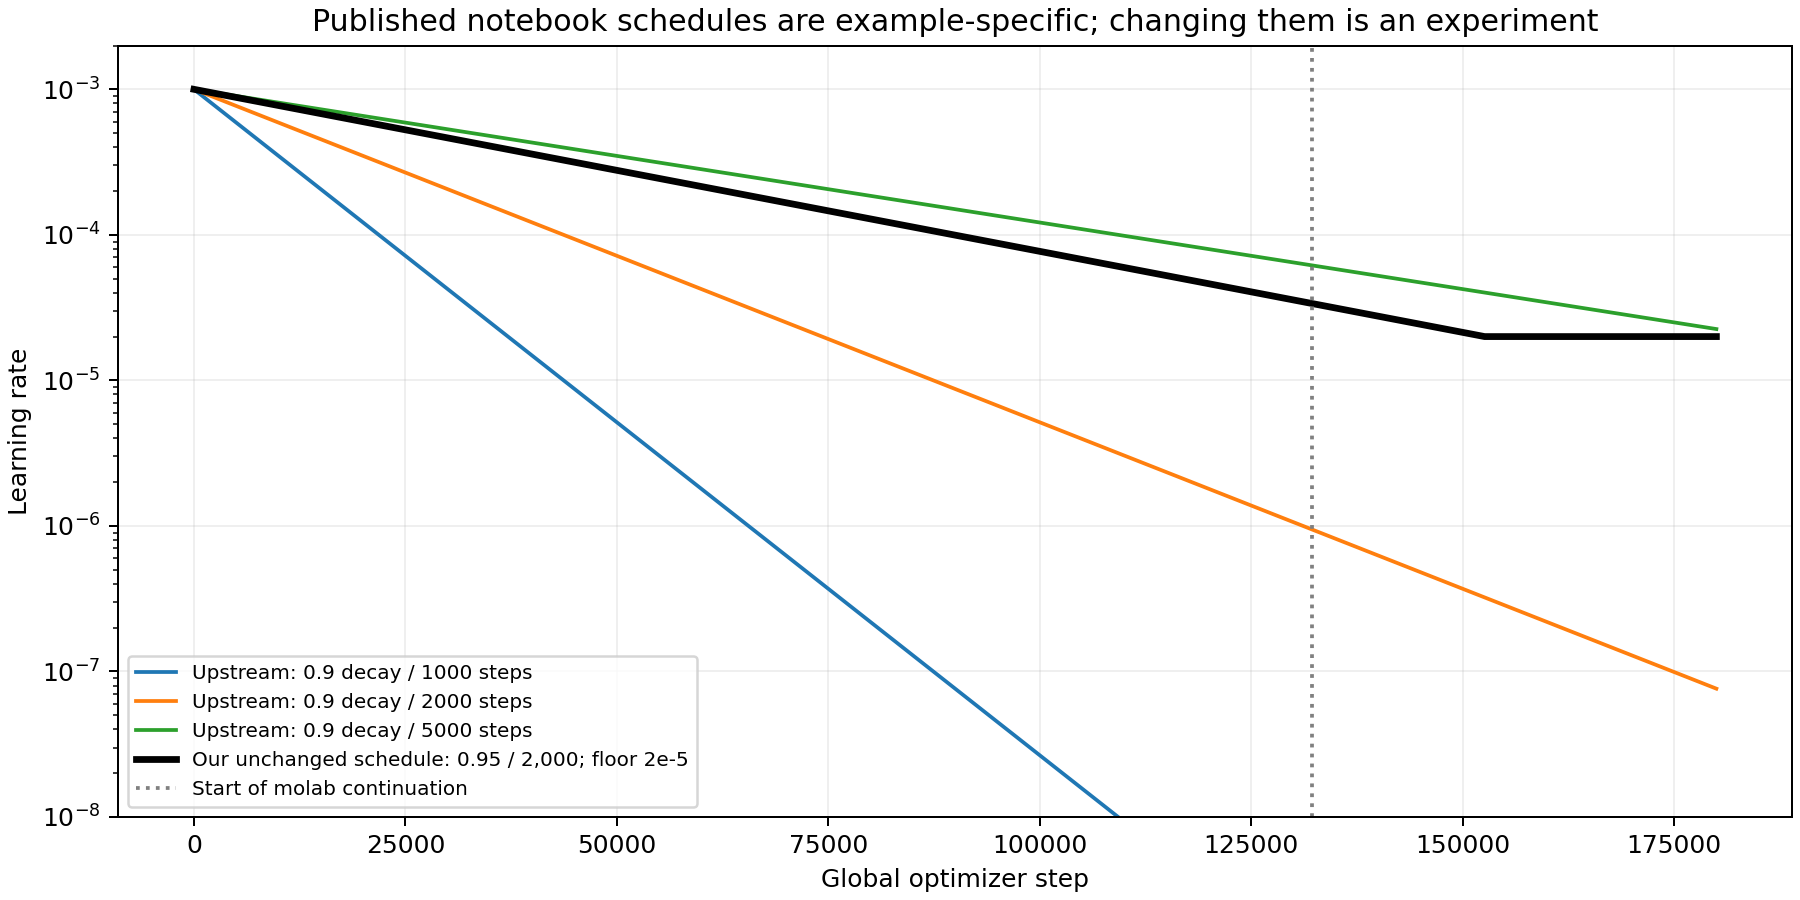 Published notebook schedules are example-specific; changing them is an experiment
Learning rate
10⁻³
10⁻⁴
10⁻⁵
10⁻⁶
10⁻⁷
10⁻⁸
Upstream: 0.9 decay / 1000 steps
Upstream: 0.9 decay / 2000 steps
Upstream: 0.9 decay / 5000 steps
Our unchanged schedule: 0.95 / 2,000; floor 2e-5
Start of molab continuation
0 25000 50000 75000 100000 125000 150000 175000
Global optimizer step